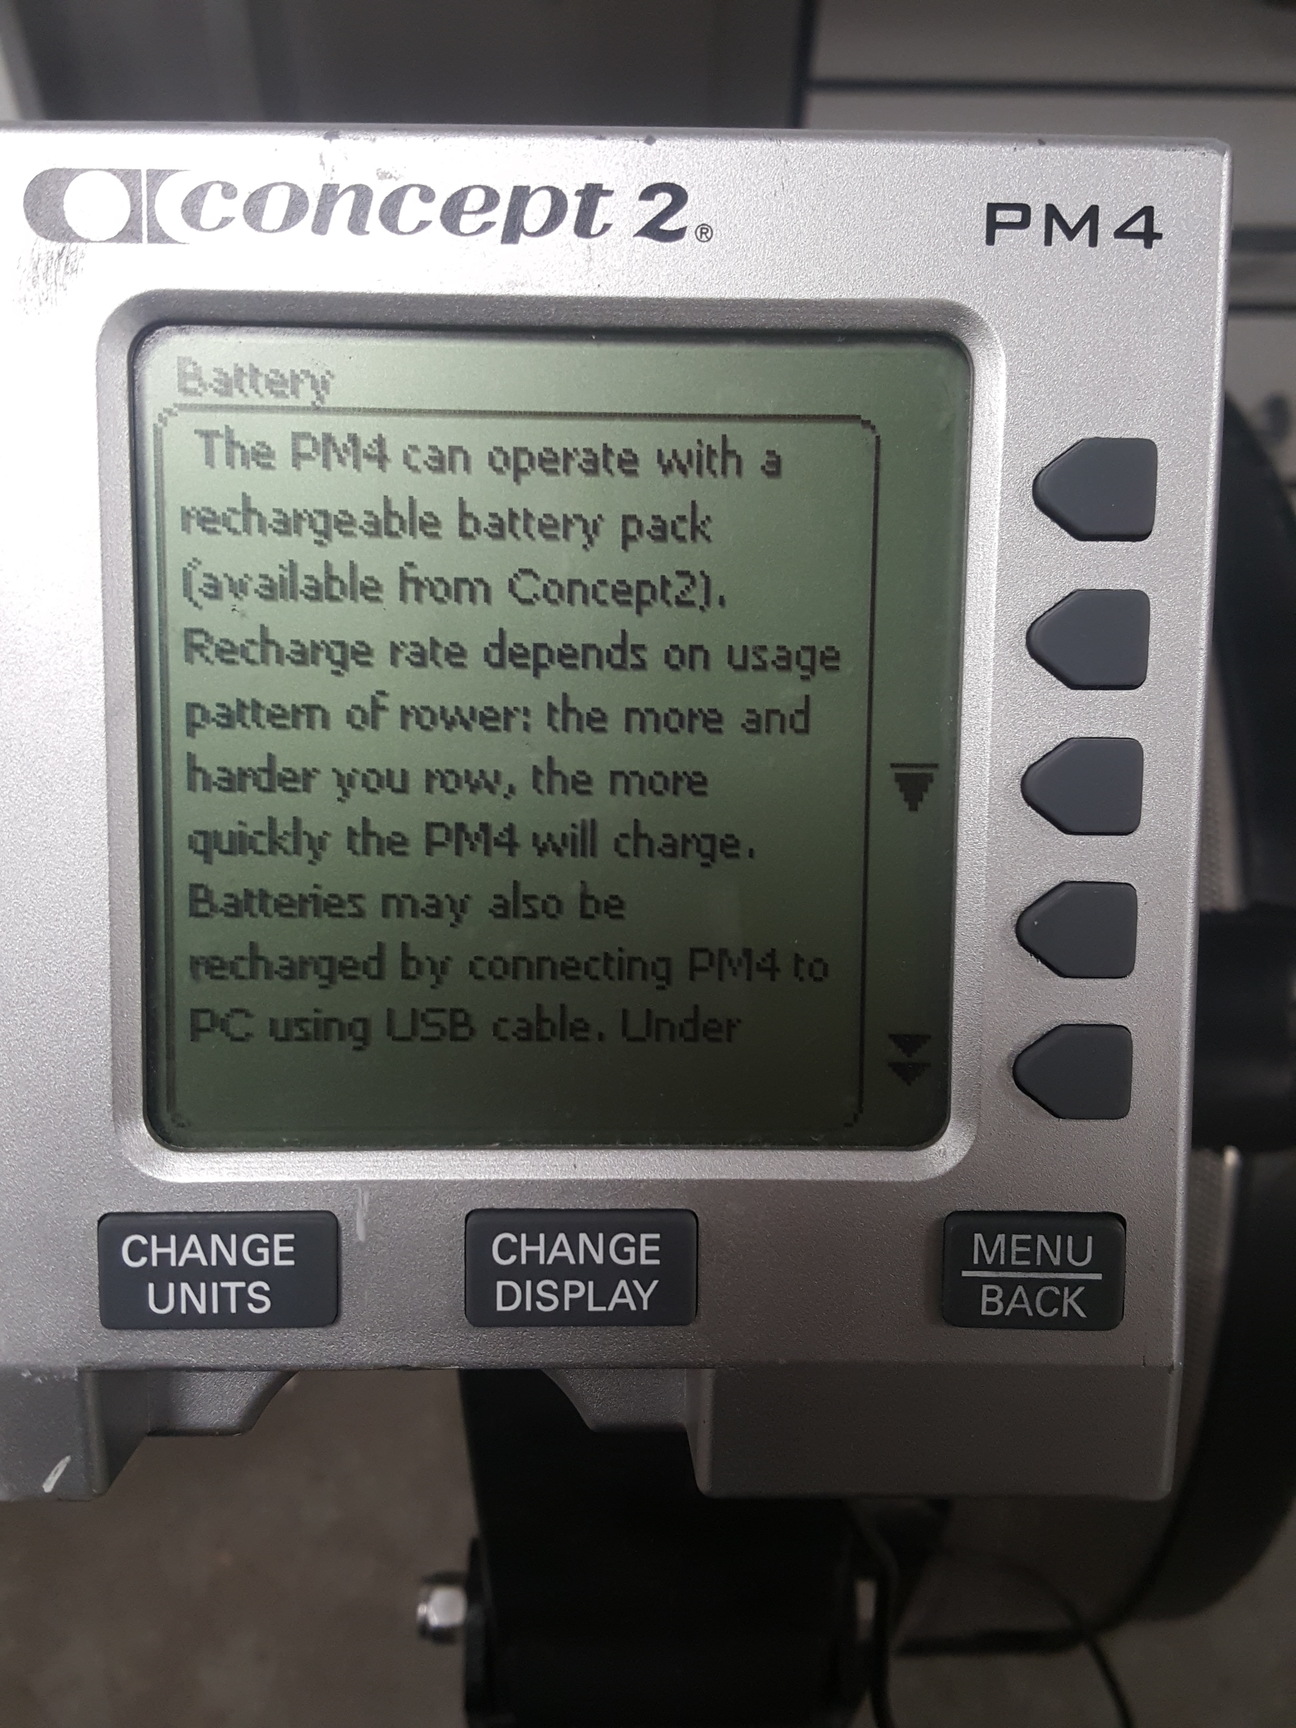 concept 2®
PM4
Battery
The PM4 can operate with a
rechargeable battery pack
(available from Concept2).
Recharge rate depends on usage
pattern of rower: the more and
harder you row, the more
quickly the PM4 will charge.
Batteries may also be
recharged by connecting PM4 to
PC using USB cable. Under
CHANGE
UNITS
CHANGE
DISPLAY
MENU
BACK